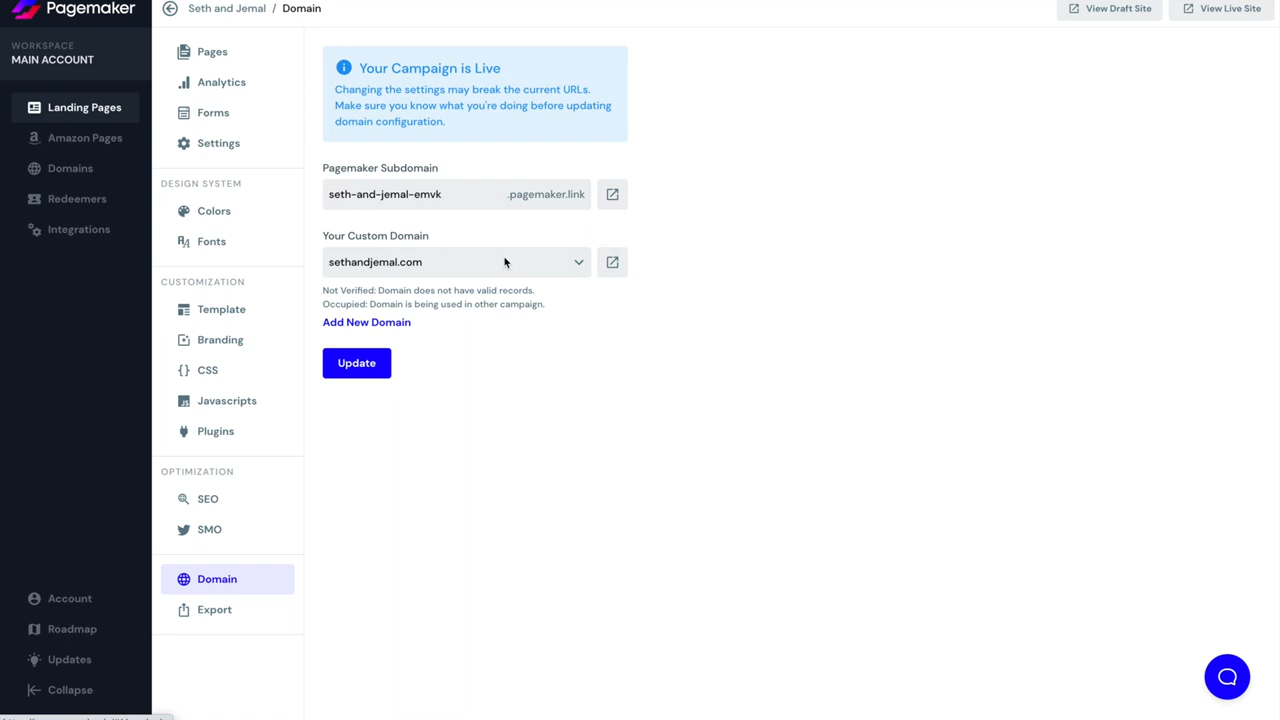 Pagemaker
WORKSPACE
MAIN ACCOUNT
Landing Pages
Amazon Pages
Domains
Redeemers
Integrations
Account
Roadmap
Updates
Collapse
Seth and Jemal / Domain
View Draft Site
View Live Site
Pages
Analytics
Forms
Settings
DESIGN SYSTEM
Colors
Fonts
CUSTOMIZATION
Template
Branding
CSS
Javascripts
Plugins
OPTIMIZATION
SEO
SMO
Domain
Export
Your Campaign is Live
Changing the settings may break the current URLs.
Make sure you know what you're doing before updating
domain configuration.
Pagemaker Subdomain
seth-and-jemal-emvk .pagemaker.link
Your Custom Domain
sethandjemal.com
Not Verified: Domain does not have valid records.
Occupied: Domain is being used in other campaign.
Add New Domain
Update